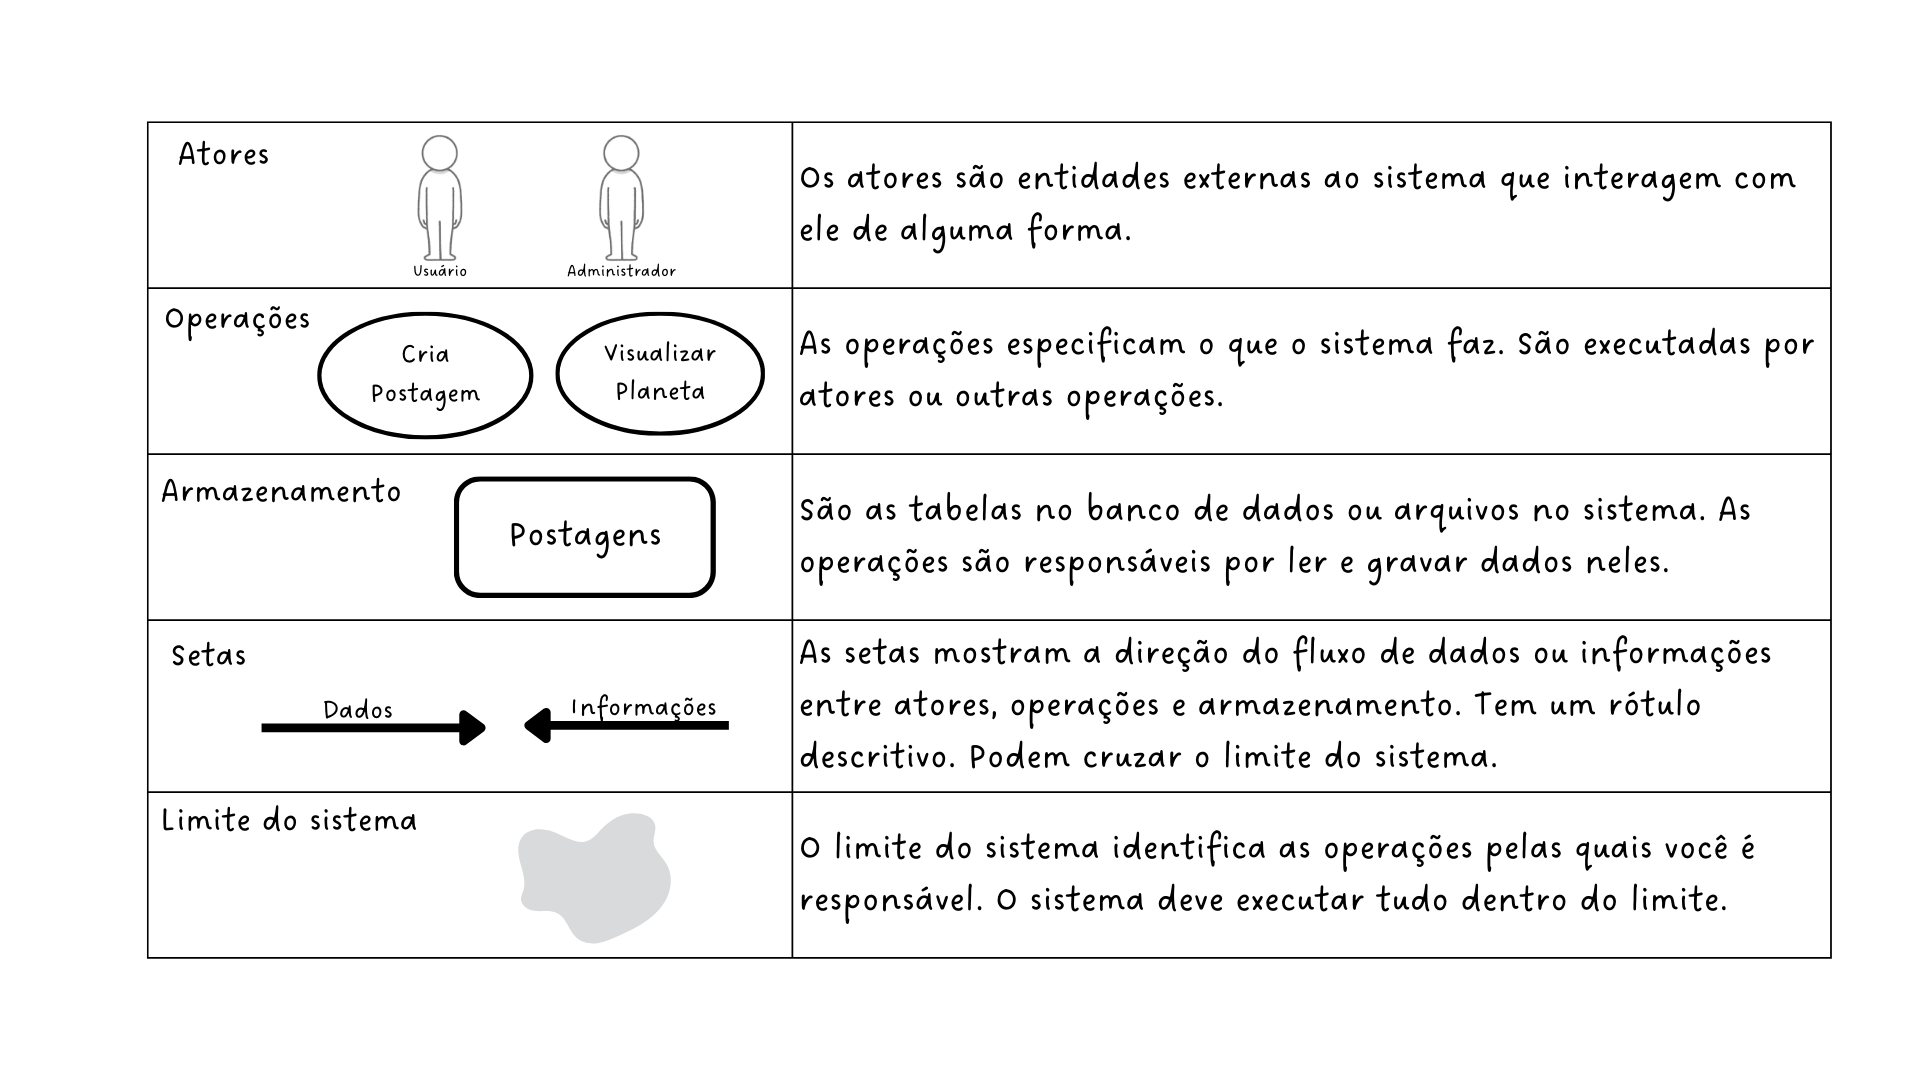 Atores
Usuário
Administrador
Os atores são entidades externas ao sistema que interagem com
ele de alguma forma.
Operações
Cria
Postagem
Visualizar
Planeta
As operações especificam o que o sistema faz. São executadas por
atores ou outras operações.
Armazenamento
Postagens
São as tabelas no banco de dados ou arquivos no sistema. As
operações são responsáveis por ler e gravar dados neles.
Setas
Dados
Informações
As setas mostram a direção do fluxo de dados ou informações
entre atores, operações e armazenamento. Tem um rótulo
descritivo. Podem cruzar o limite do sistema.
Limite do sistema
O limite do sistema identifica as operações pelas quais você é
responsável. O sistema deve executar tudo dentro do limite.